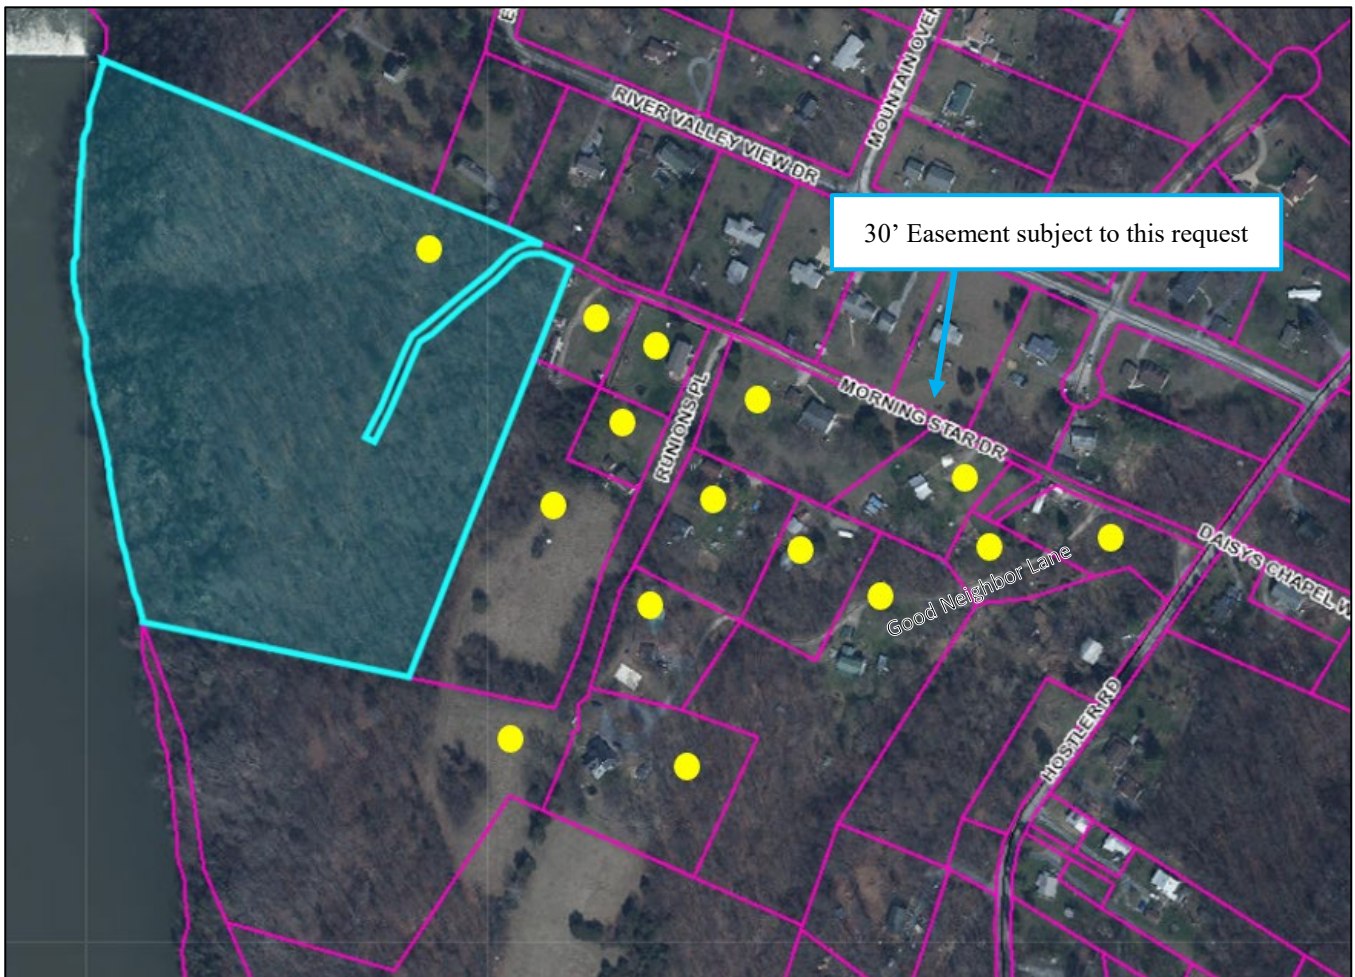 E
MOUNTAIN OVER
RIVER VALLEY VIEW DR
30’ Easement subject to this request
MORNING STAR DR
RUNIONS PL
DAISYS CHAPEL W
Good Neighbor Lane
HOSTLER RD